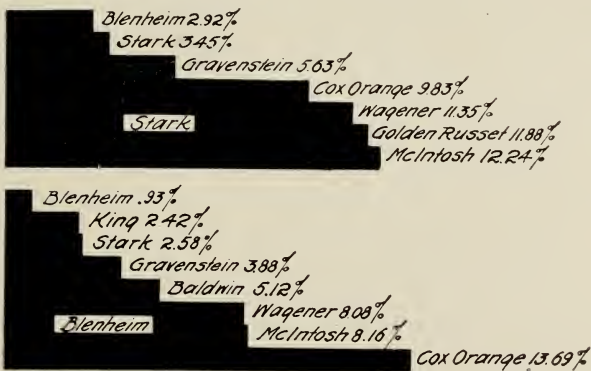 Blenheim 2.92%
Stark 3.45%
Gravenstein 5.63%
Cox Orange 9.83%
Wagener 11.35%
Stark
Golden Russet 11.88%
McIntosh 12.24%
Blenheim .93%
King 2.42%
Stark 2.58%
Gravenstein 3.88%
Baldwin 5.12%
Wagener 8.08%
Blenheim
McIntosh 8.16%
Cox Orange 13.69%